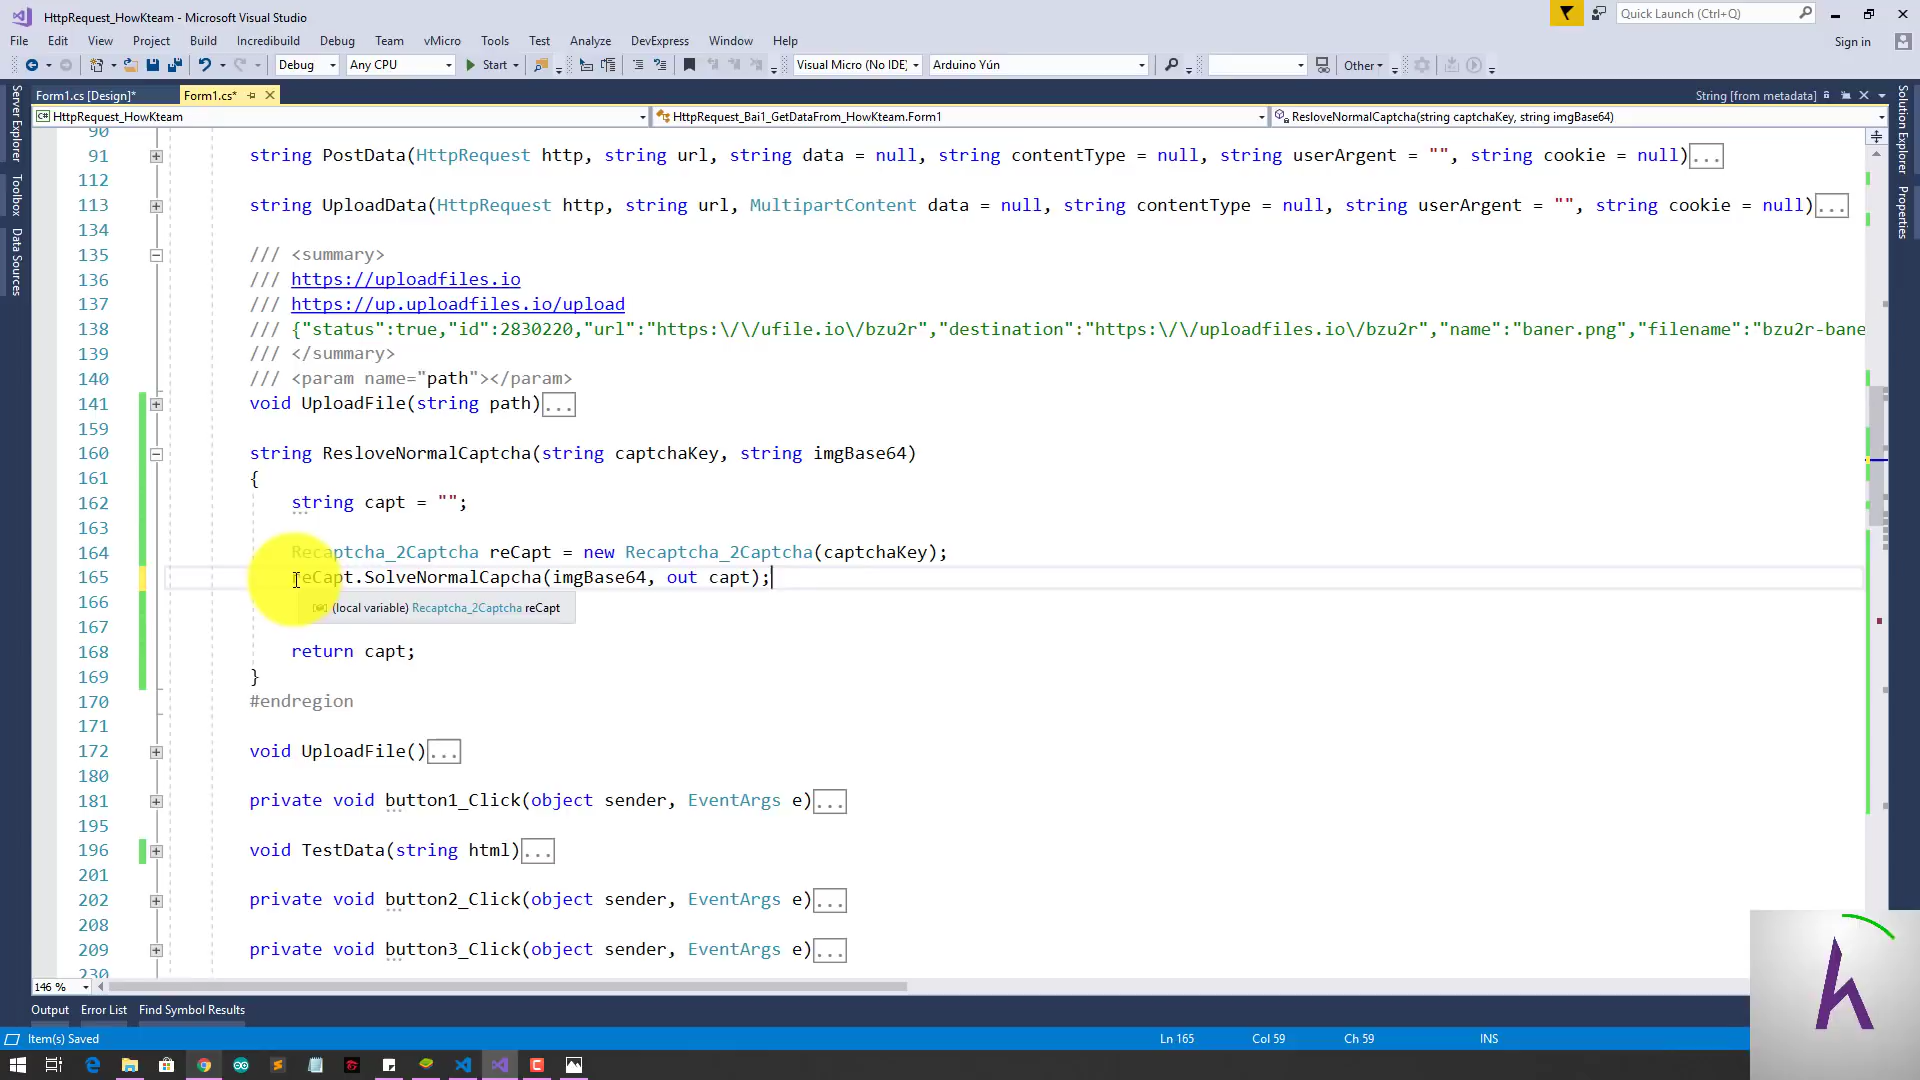 HttpRequest_HowKteam - Microsoft Visual Studio
Quick Launch (Ctrl+Q)
File Edit View Project Build Incredibuild Debug Team vMicro Tools Test Analyze DevExpress Window Help
Sign in
Debug Any CPU Start Visual Micro (No IDE) Arduino Yún Other
Form1.cs [Design]* Form1.cs* String [from metadata]
HttpRequest_HowKteam HttpRequest_Bai1_GetDataFrom_HowKteam.Form1 ResloveNormalCaptcha(string captchaKey, string imgBase64)
Server Explorer
Toolbox
Data Sources
Solution Explorer
Properties
90
91 string PostData(HttpRequest http, string url, string data = null, string contentType = null, string userArgent = "", string cookie = null)...
112
113 string UploadData(HttpRequest http, string url, MultipartContent data = null, string contentType = null, string userArgent = "", string cookie = null)...
134
135 /// <summary>
136 /// https://uploadfiles.io
137 /// https://up.uploadfiles.io/upload
138 /// {"status":true,"id":2830220,"url":"https:\/\/ufile.io\/bzu2r","destination":"https:\/\/uploadfiles.io\/bzu2r","name":"baner.png","filename":"bzu2r-bane
139 /// </summary>
140 /// <param name="path"></param>
141 void UploadFile(string path)...
159
160 string ResloveNormalCaptcha(string captchaKey, string imgBase64)
161 {
162 string capt = "";
163
164 Recaptcha_2Captcha reCapt = new Recaptcha_2Captcha(captchaKey);
165 reCapt.SolveNormalCapcha(imgBase64, out capt);
166 (local variable) Recaptcha_2Captcha reCapt
167
168 return capt;
169 }
170 #endregion
171
172 void UploadFile()...
180
181 private void button1_Click(object sender, EventArgs e)...
195
196 void TestData(string html)...
201
202 private void button2_Click(object sender, EventArgs e)...
208
209 private void button3_Click(object sender, EventArgs e)...
230
146 %
Output Error List Find Symbol Results
Item(s) Saved Ln 165 Col 59 Ch 59 INS